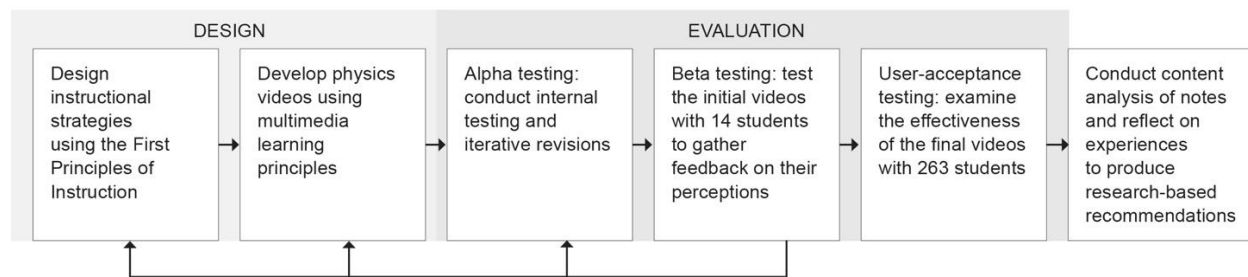 DESIGN
EVALUATION
Design
instructional
strategies
using the First
Principles of
Instruction
Develop physics
videos using
multimedia
learning
principles
Alpha testing:
conduct internal
testing and
iterative revisions
Beta testing: test
the initial videos
with 14 students
to gather
feedback on their
perceptions
User-acceptance
testing: examine
the effectiveness
of the final videos
with 263 students
Conduct content
analysis of notes
and reflect on
experiences
to produce
research-based
recommendations